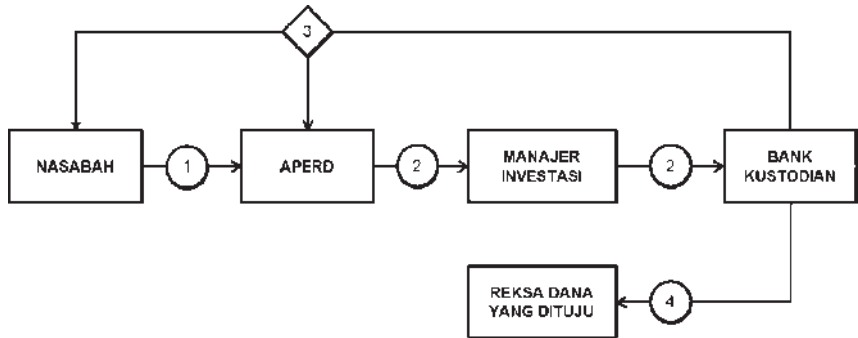 3
NASABAH
1
APERD
2
MANAJER
INVESTASI
2
BANK
KUSTODIAN
REKSA DANA
YANG DITUJU
4